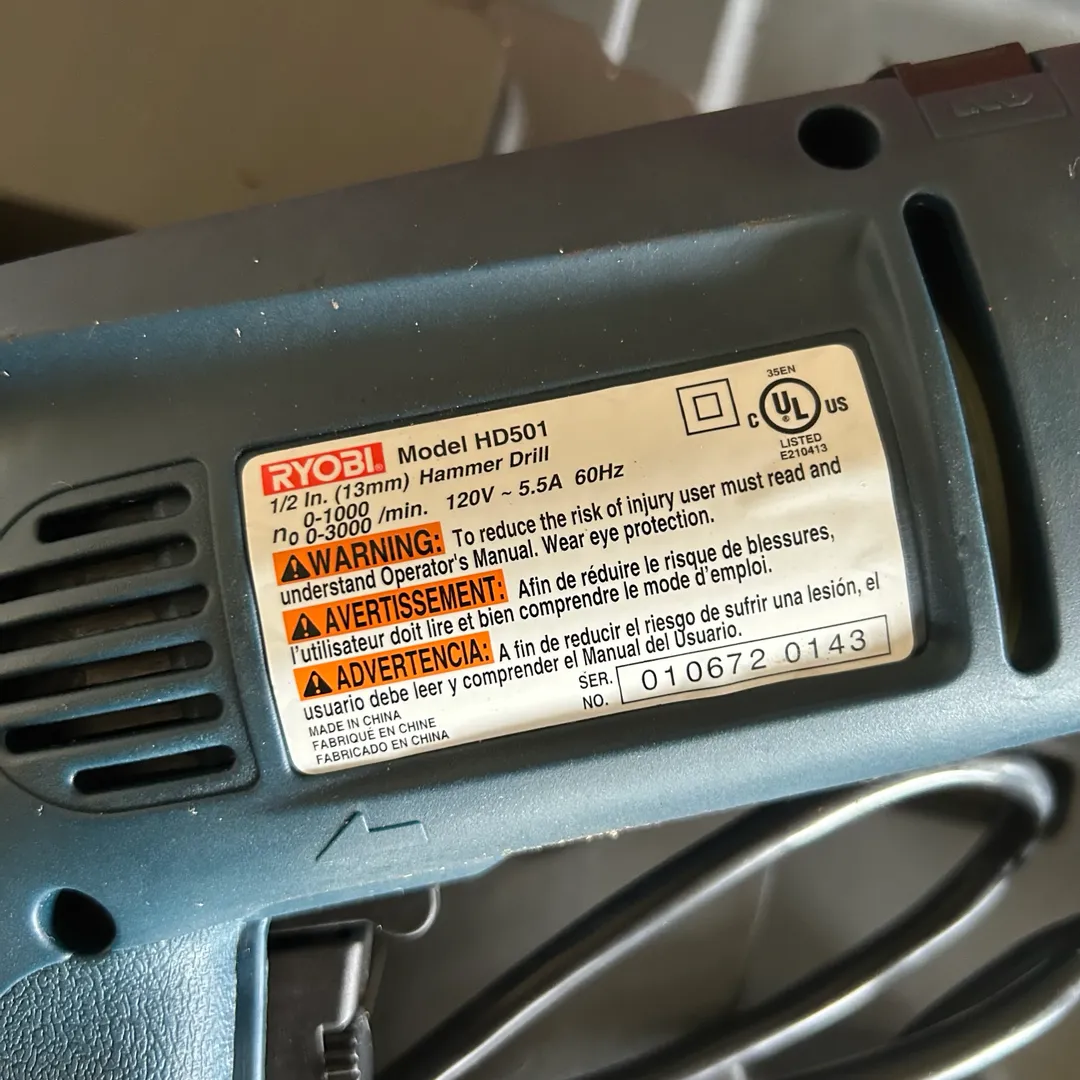 35EN
C UL ® US
LISTED
E210413
RYOBI® Model HD501
1/2 In. (13mm) Hammer Drill
n₀ 0-1000 /min. 120V ~ 5.5A 60Hz
0-3000
WARNING: To reduce the risk of injury user must read and
understand Operator's Manual. Wear eye protection.
AVERTISSEMENT: Afin de réduire le risque de blessures,
l'utilisateur doit lire et bien comprendre le mode d'emploi.
ADVERTENCIA: A fin de reducir el riesgo de sufrir una lesión, el
usuario debe leer y comprender el Manual del Usuario.
SER. NO. 010672 0143
MADE IN CHINA
FABRIQUÉ EN CHINE
FABRICADO EN CHINA